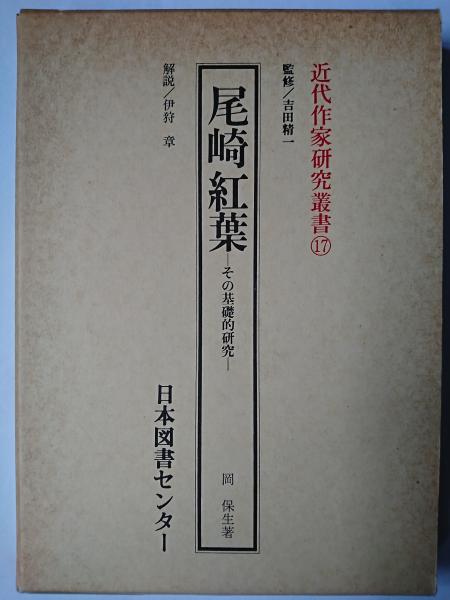 近代作家研究叢書⑰
監修/吉田精一
尾崎紅葉
―その基礎的研究―
岡 保生著
解説/伊狩 章
日本図書センター